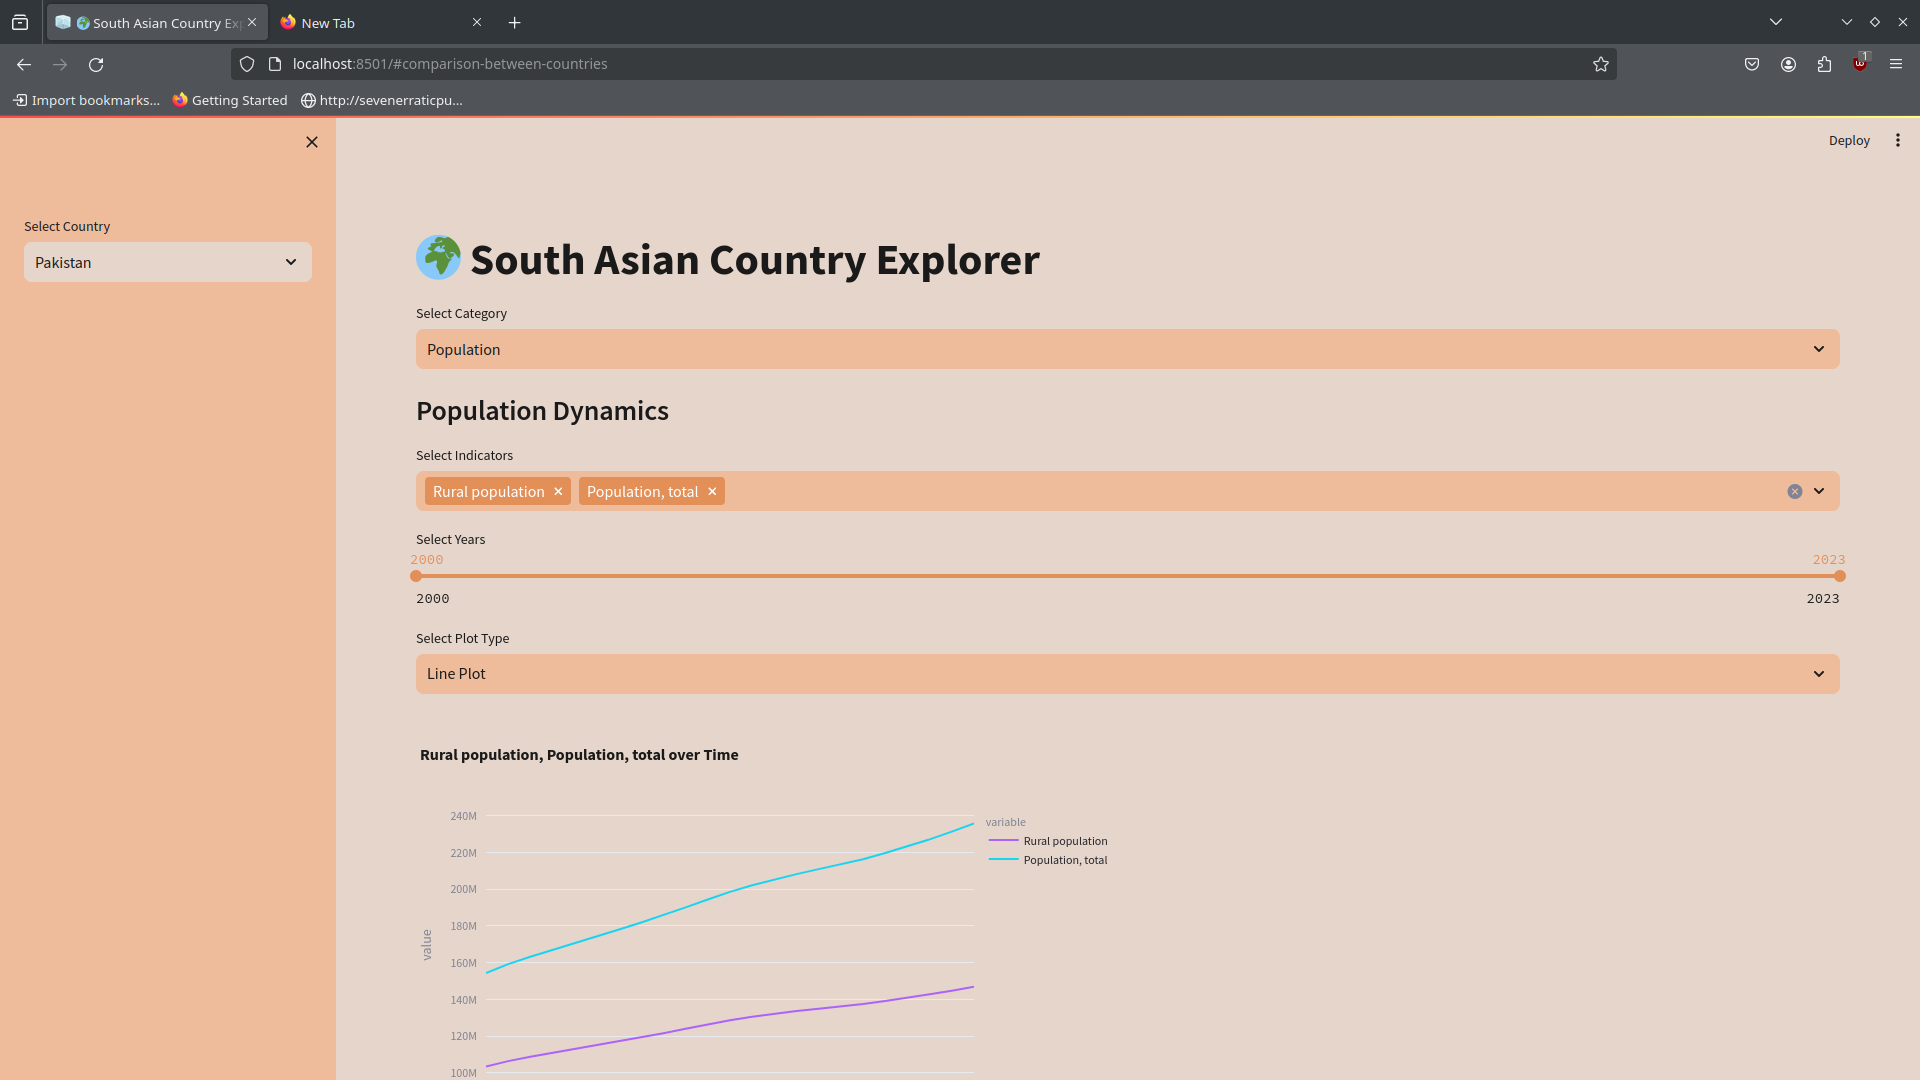 South Asian Country Ex
New Tab
localhost:8501/#comparison-between-countries
1
Import bookmarks...
Getting Started
http://sevenerraticpu...
Deploy
Select Country
Pakistan
South Asian Country Explorer
Select Category
Population
Population Dynamics
Select Indicators
Rural population
Population, total
Select Years
2000
2023
2000
2023
Select Plot Type
Line Plot
Rural population, Population, total over Time
240M
220M
200M
180M
160M
140M
120M
100M
value
variable
Rural population
Population, total